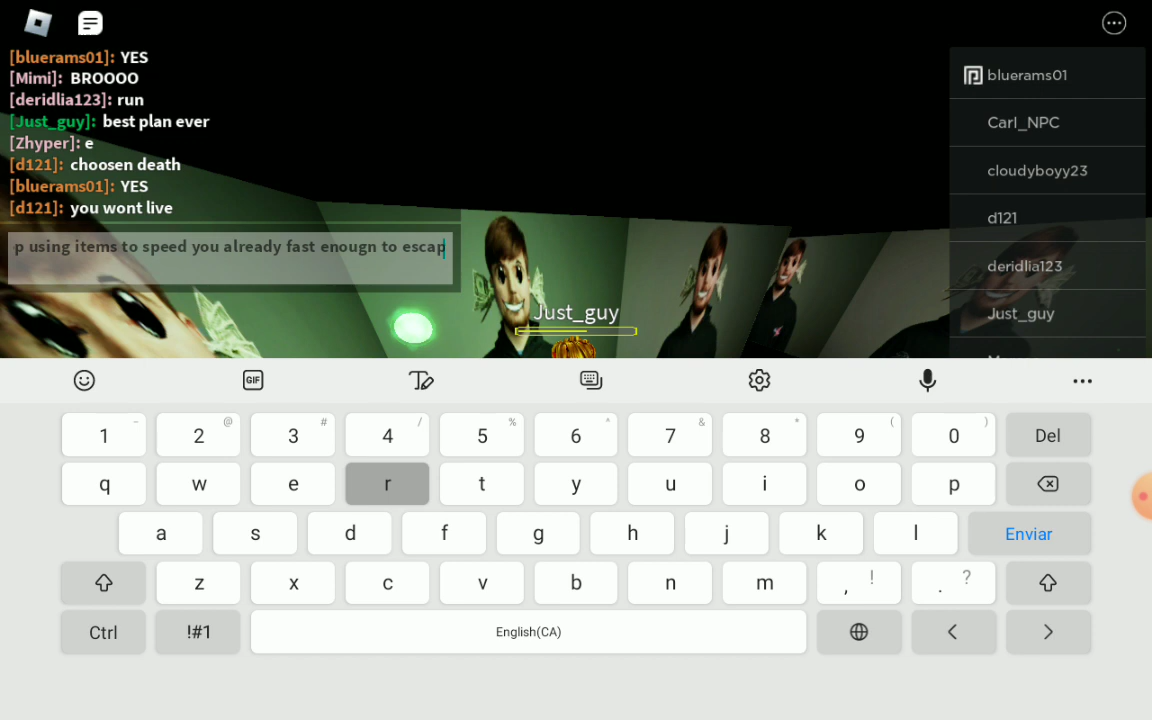 [bluerams01]: YES
[Mimi]: BROOOO
[deridlia123]: run
[Just_guy]: best plan ever
[Zhyper]: e
[d121]: choosen death
[bluerams01]: YES
[d121]: you wont live
p using items to speed you already fast enougn to escap
Just_guy
bluerams01
Carl_NPC
cloudyboyy23
d121
deridlia123
Just_guy
GIF
1 - 2 @ 3 # 4 / 5 % 6 ^ 7 & 8 * 9 ( 0 ) Del
q w e r t y u i o p
a s d f g h j k l Enviar
z x c v b n m , ! . ?
Ctrl !#1 English(CA) < >